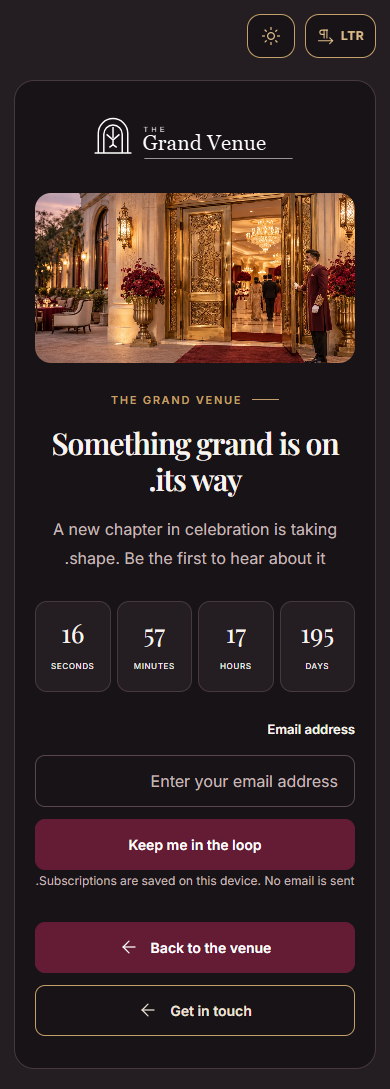 LTR
THE
Grand Venue
THE GRAND VENUE
Something grand is on
.its way
A new chapter in celebration is taking
.shape. Be the first to hear about it
195
DAYS
17
HOURS
57
MINUTES
16
SECONDS
Email address
Enter your email address
Keep me in the loop
.Subscriptions are saved on this device. No email is sent
Back to the venue
Get in touch